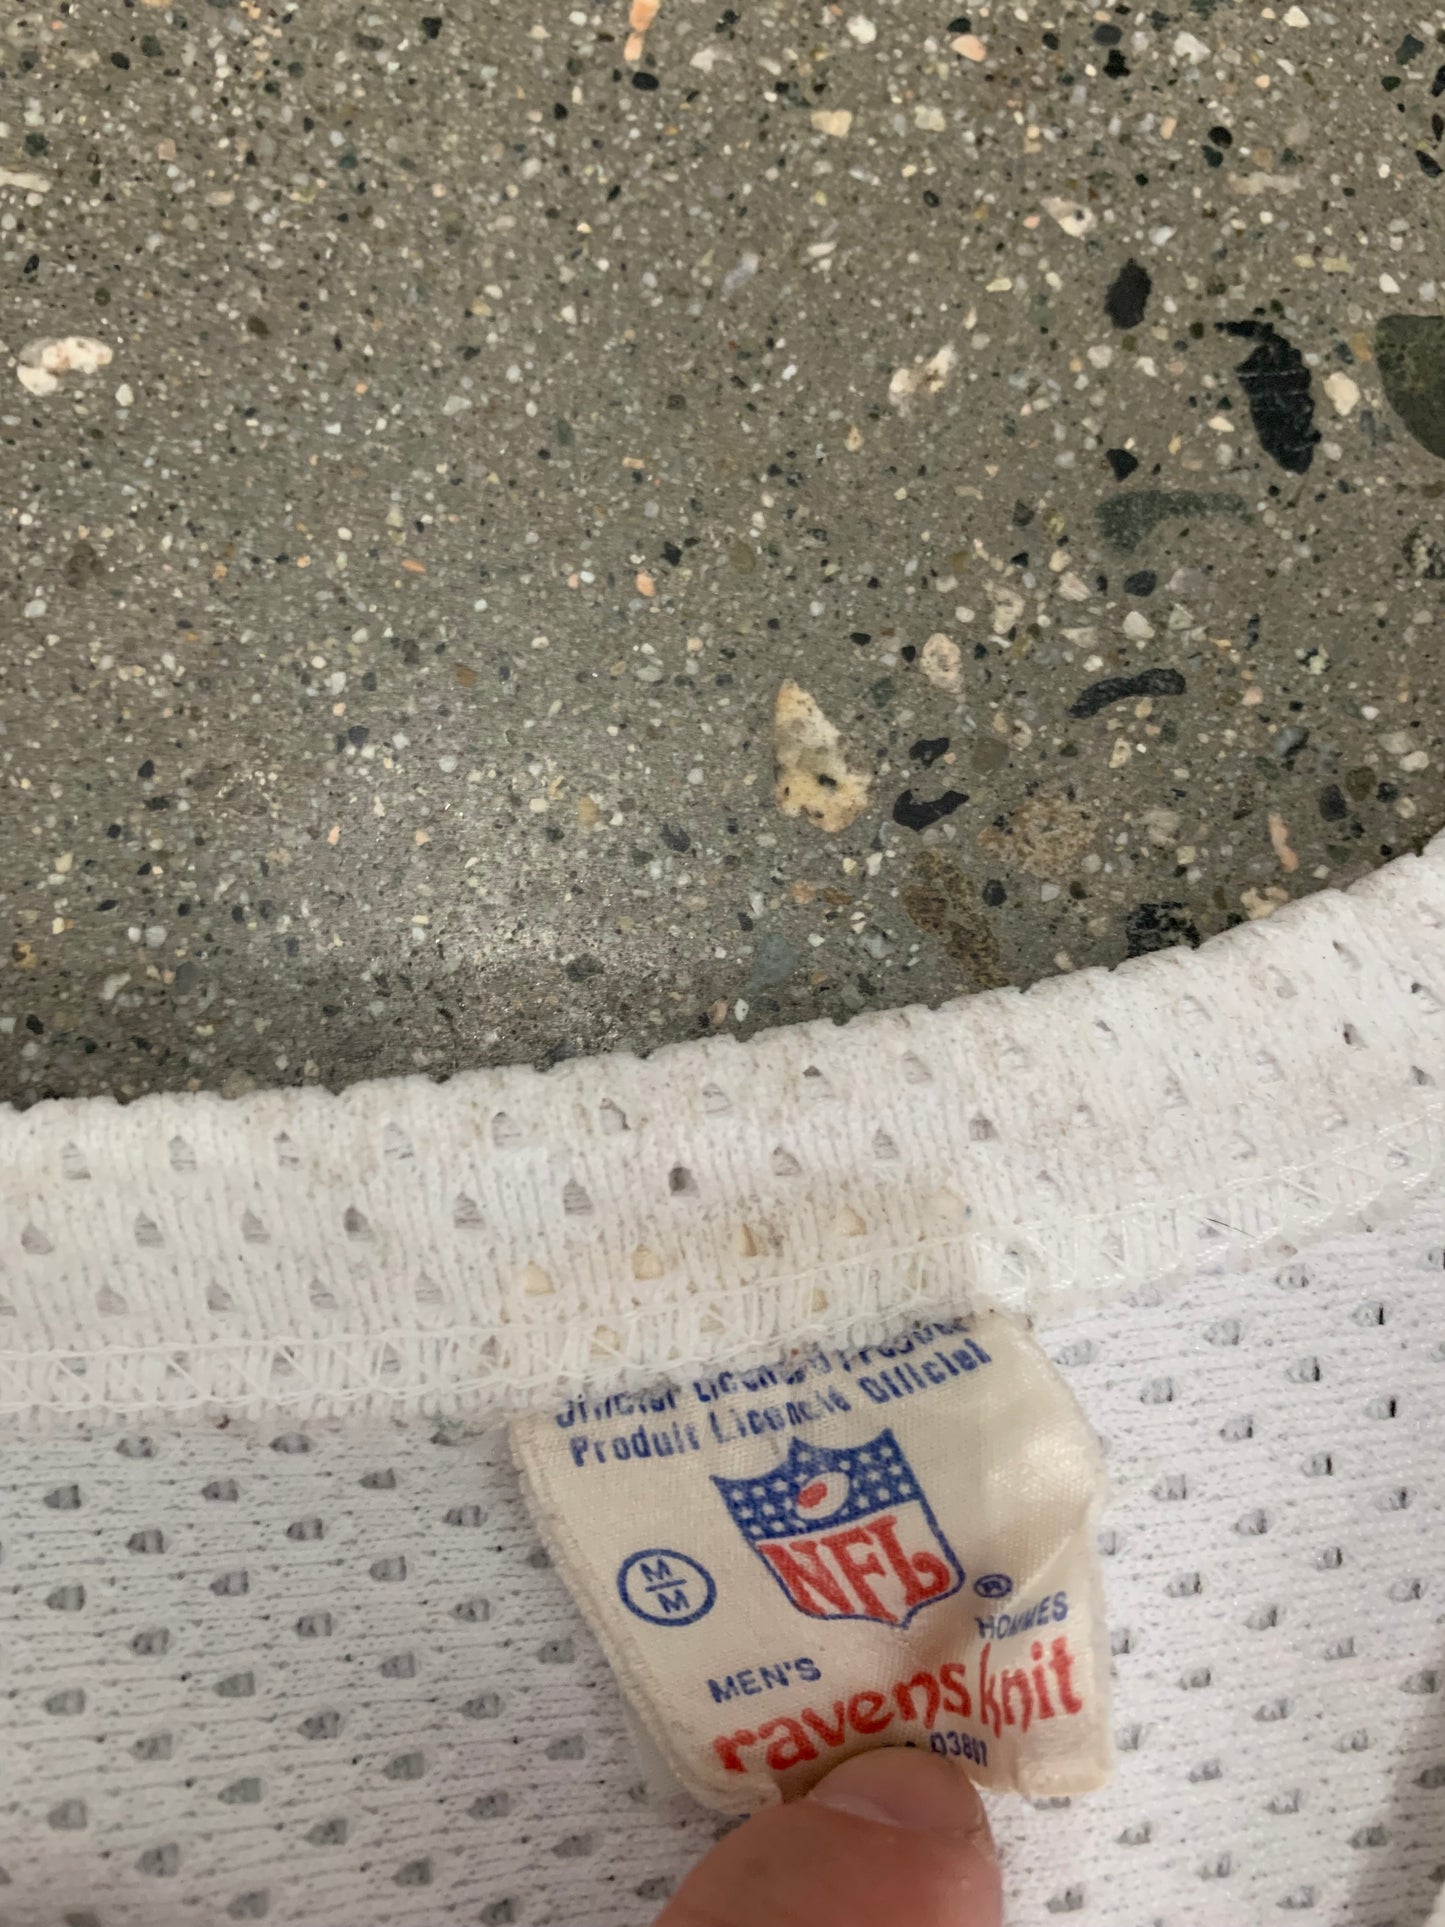 Official Licensed Product
Produit Licencié Officiel
M
M
NFL
®
HOMMES
MEN'S
ravens knit